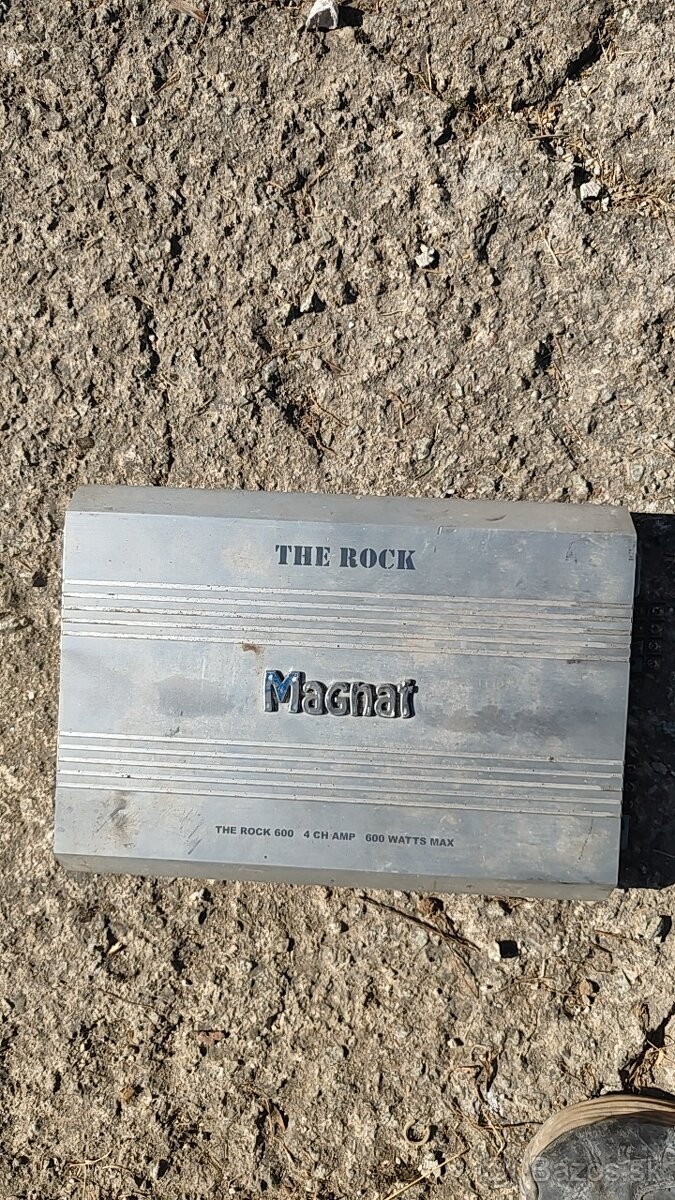 THE ROCK
Magnat
THE ROCK 600 4 CH AMP 600 WATTS MAX
Bazos.sk